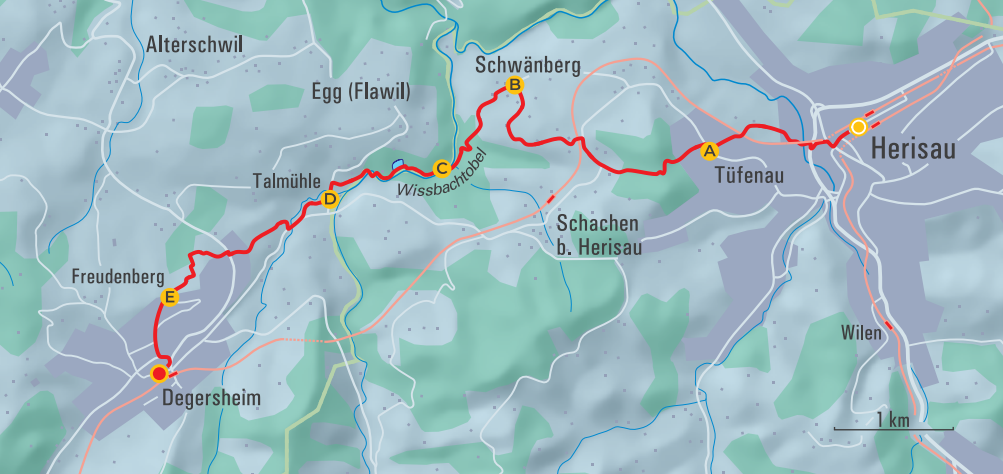 Alterschwil
Schwänberg
B
Egg (Flawil)
Herisau
A
Tüfenau
C
Wissbachtobel
Talmühle
D
Schachen
b. Herisau
Freudenberg
E
Wilen
Degersheim
1 km